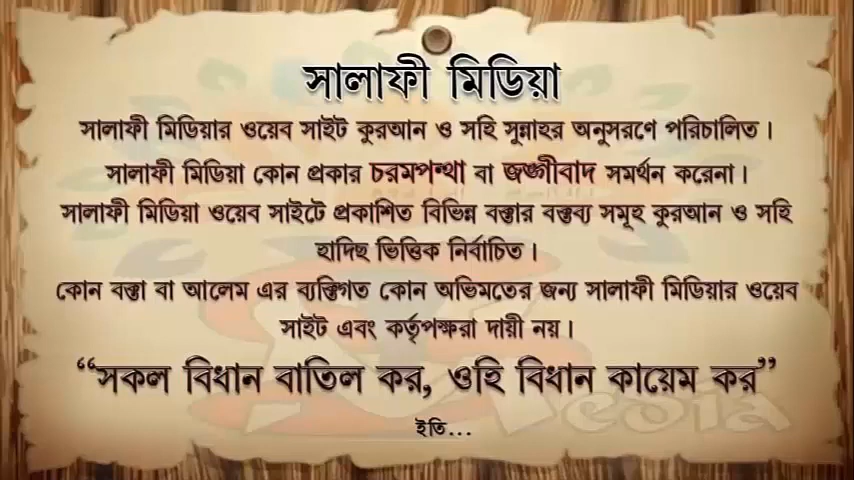 সালাফী মিডিয়া
সালাফী মিডিয়ার ওয়েব সাইট কুরআন ও সহি সুন্নাহর অনুসরণে পরিচালিত।
সালাফী মিডিয়া কোন প্রকার চরমপন্থা বা জঙ্গীবাদ সমর্থন করেনা।
সালাফী মিডিয়া ওয়েব সাইটে প্রকাশিত বিভিন্ন বক্তার বক্তব্য সমূহ কুরআন ও সহি
হাদিছ ভিত্তিক নির্বাচিত।
কোন বক্তা বা আলেম এর ব্যক্তিগত কোন অভিমতের জন্য সালাফী মিডিয়ার ওয়েব
সাইট এবং কর্তৃপক্ষরা দায়ী নয়।
“সকল বিধান বাতিল কর, ওহি বিধান কায়েম কর”
ইতি...